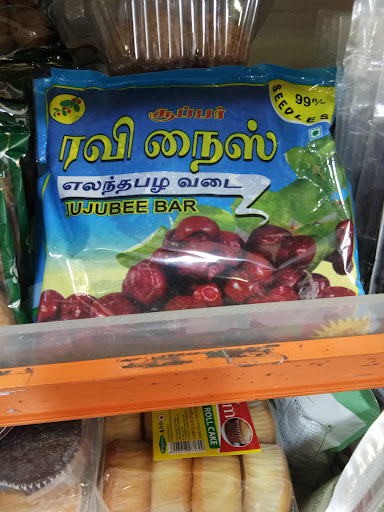 99%
SEEDLESS
சூப்பர்
ரவி நைஸ்
எலந்தபழ வடை
JUJUBEE BAR
ROLL CAKE